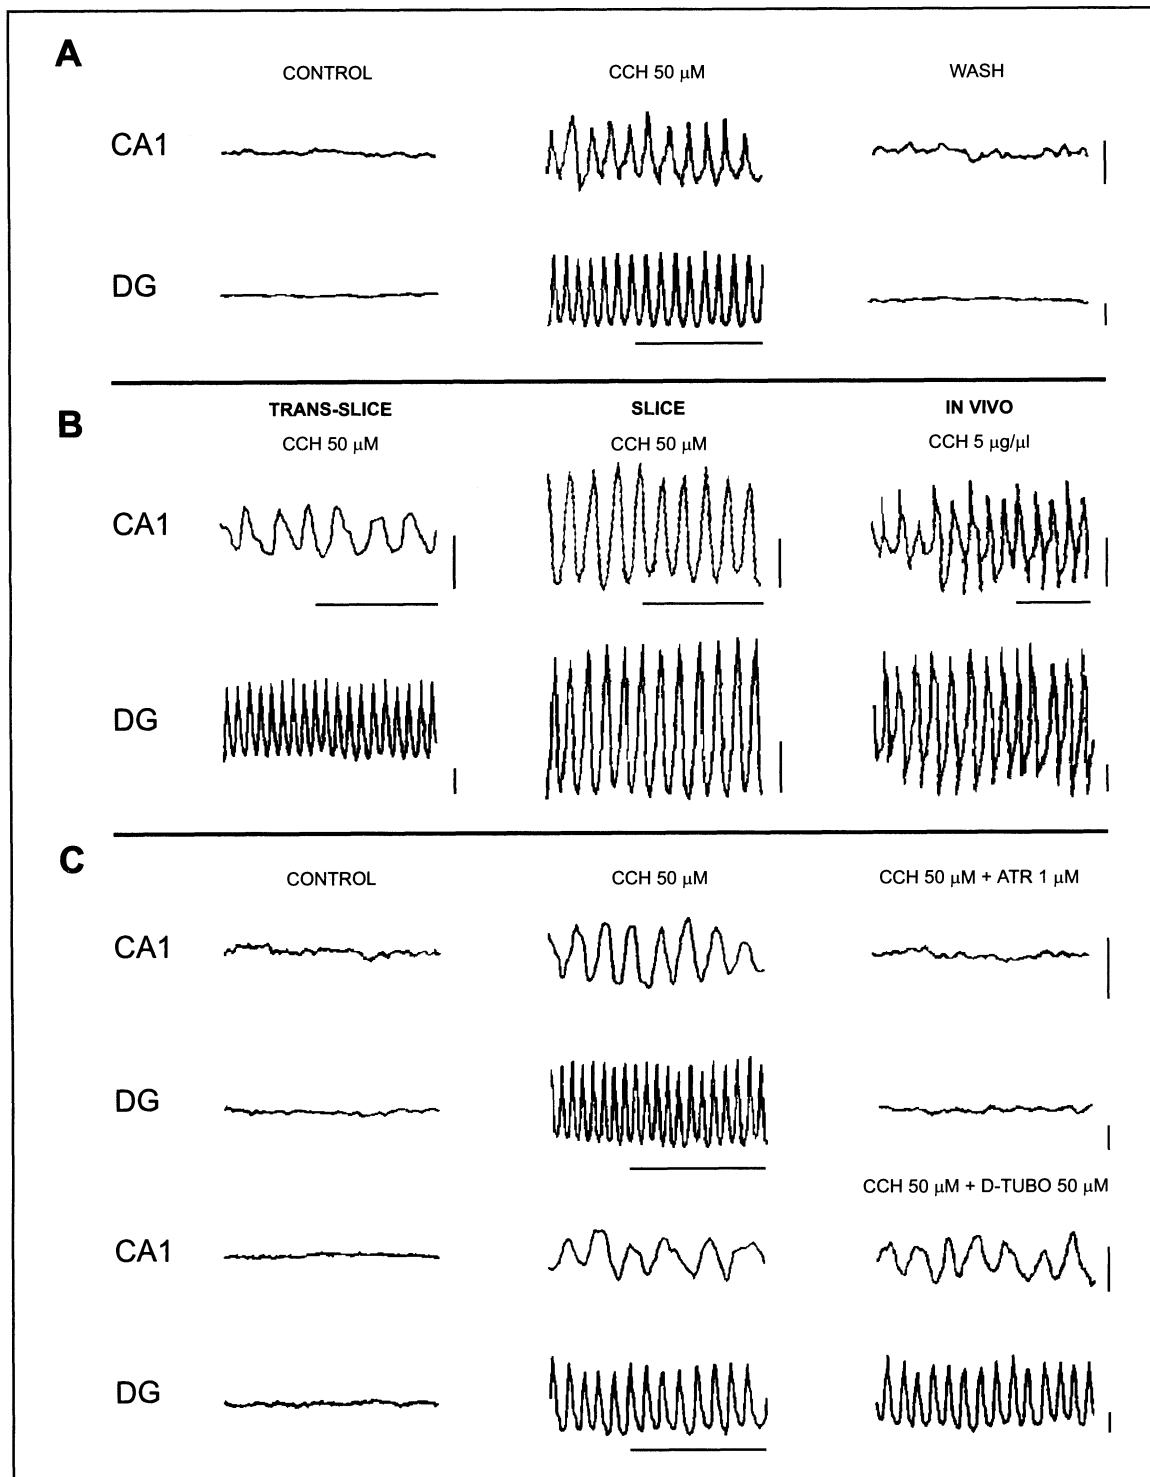 A
CONTROL CCH 50 μM WASH
CA1
DG
B
TRANS-SLICE SLICE IN VIVO
CCH 50 μM CCH 50 μM CCH 5 μg/μl
CA1
DG
C
CONTROL CCH 50 μM CCH 50 μM + ATR 1 μM
CA1
DG
CCH 50 μM + D-TUBO 50 μM
CA1
DG